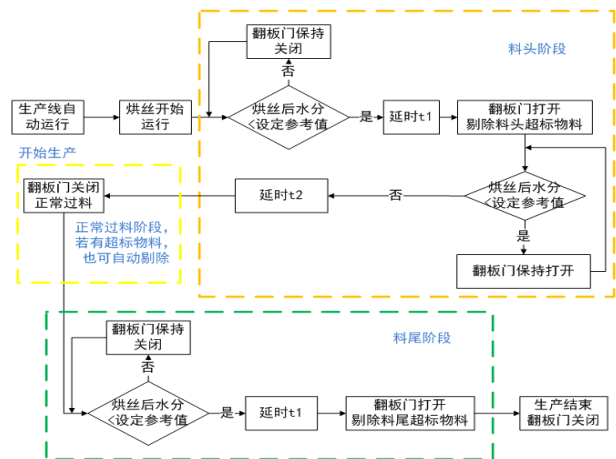 翻板门保持
关闭
料头阶段
否
生产线自
动运行
烘丝开始
运行
烘丝后水分
<设定参考值
是
延时t1
翻板门打开
剔除料头超标物料
开始生产
翻板门关闭
正常过料
延时t2
否
烘丝后水分
<设定参考值
正常过料阶段，
若有超标物料，
也可自动剔除
是
翻板门保持打开
翻板门保持
关闭
料尾阶段
否
烘丝后水分
<设定参考值
是
延时t1
翻板门打开
剔除料尾超标物料
生产结束
翻板门关闭